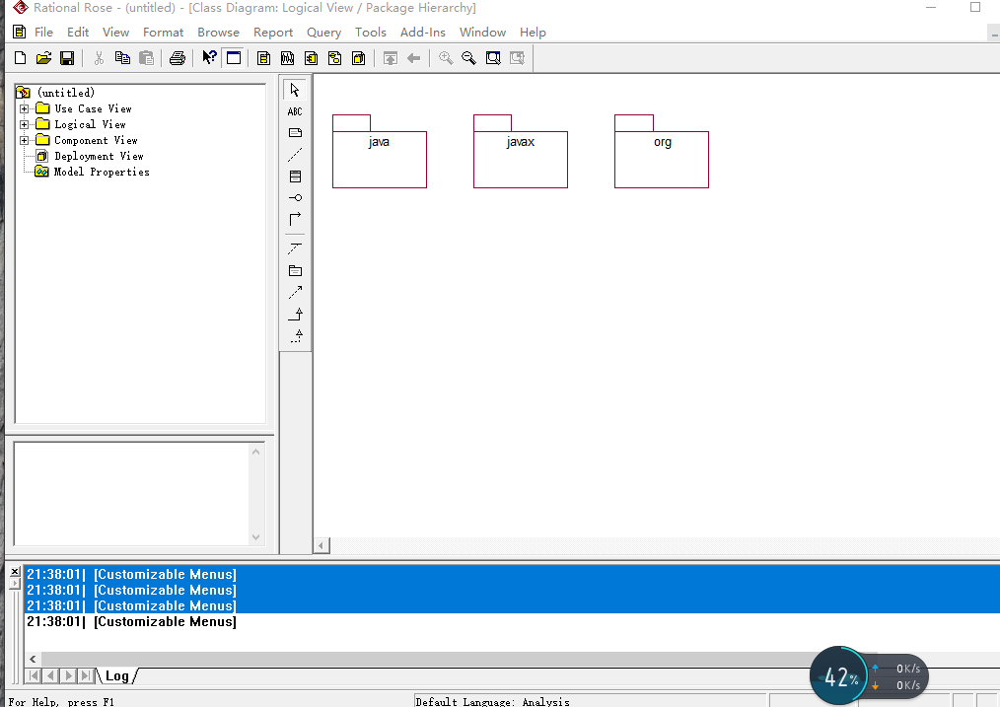 Rational Rose - (untitled) - [Class Diagram: Logical View / Package Hierarchy]
File Edit View Format Browse Report Query Tools Add-Ins Window Help
(untitled)
Use Case View
Logical View
Component View
Deployment View
Model Properties
ABC
java
javax
org
21:38:01| [Customizable Menus]
21:38:01| [Customizable Menus]
21:38:01| [Customizable Menus]
21:38:01| [Customizable Menus]
Log
42%
0K/s
0K/s
For Help, press F1
Default Language: Analysis